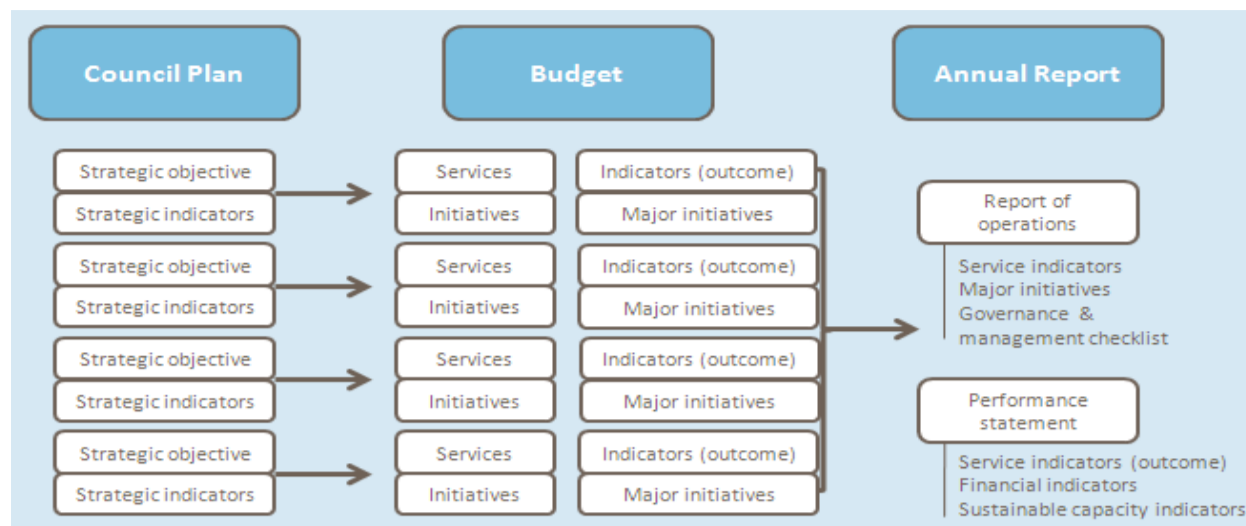 Council Plan
Budget
Annual Report
Strategic objective
Strategic indicators
Services
Initiatives
Indicators (outcome)
Major initiatives
Strategic objective
Strategic indicators
Services
Initiatives
Indicators (outcome)
Major initiatives
Strategic objective
Strategic indicators
Services
Initiatives
Indicators (outcome)
Major initiatives
Strategic objective
Strategic indicators
Services
Initiatives
Indicators (outcome)
Major initiatives
Report of
operations
Service indicators
Major initiatives
Governance &
management checklist
Performance
statement
Service indicators (outcome)
Financial indicators
Sustainable capacity indicators